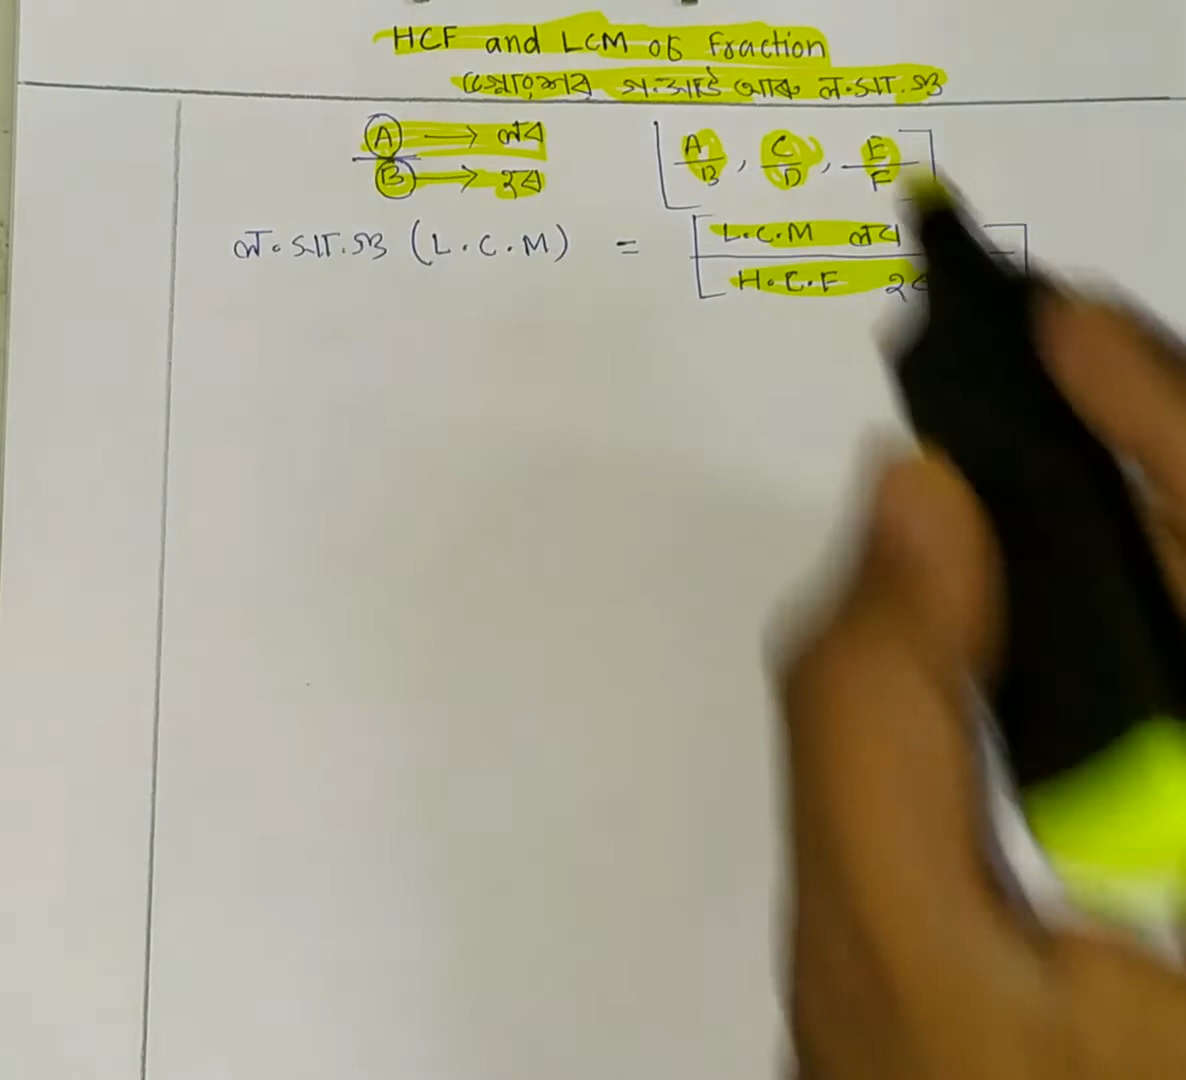 HCF and LCM of Fraction
ভগ্নাংশৰ গ.সা.উ আৰু ল.সা.গু
A → লব
B → হৰ
[A/B, C/D, E/F]
ল.সা.গু (L.C.M) = [L.C.M লব
H.C.F